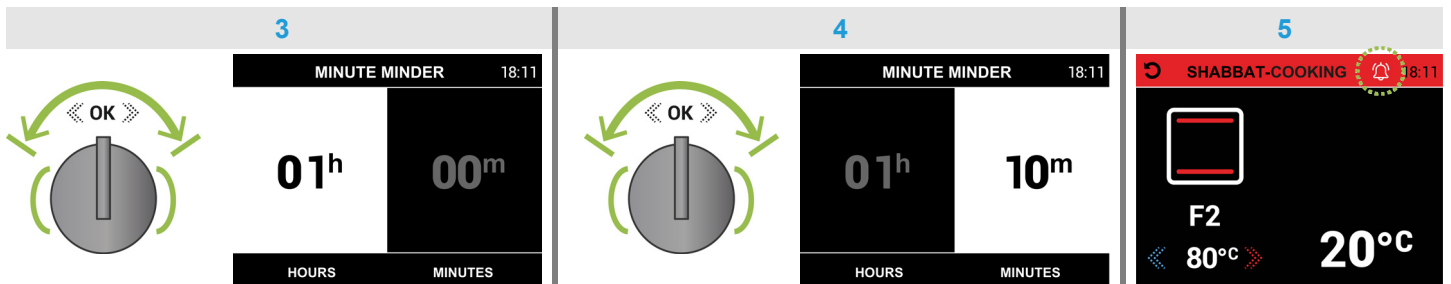 3
OK
MINUTE MINDER 18:11
01h 00m
HOURS MINUTES
4
OK
MINUTE MINDER 18:11
01h 10m
HOURS MINUTES
5
SHABBAT-COOKING 18:11
F2
80°C 20°C